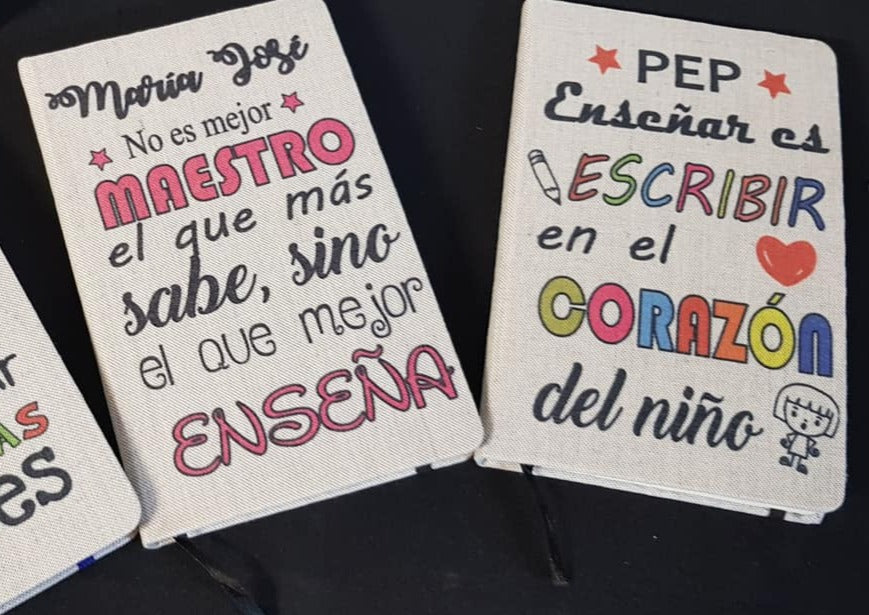 María José
No es mejor
MAESTRO
el que más
sabe, sino
el que mejor
ENSEÑA
PEP
Enseñar es
ESCRIBIR
en el
CORAZÓN
del niño